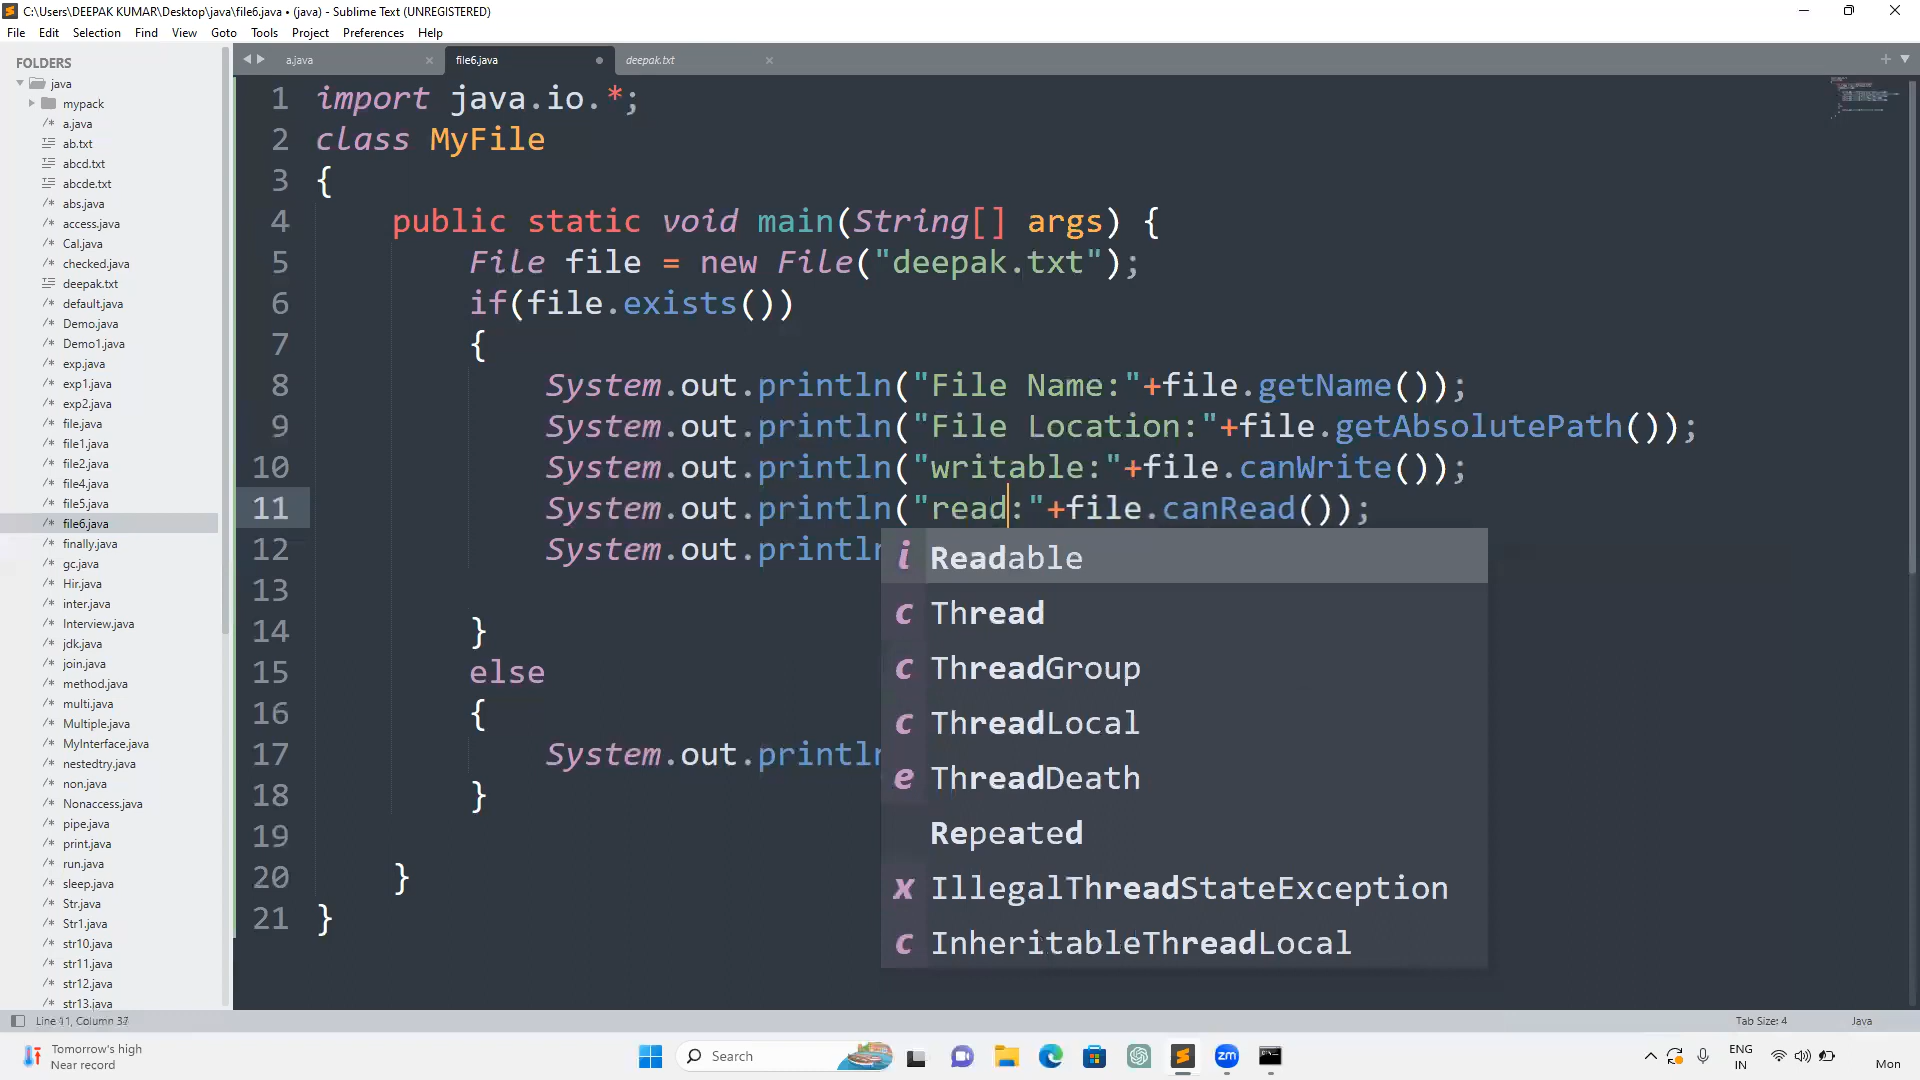 C:\Users\DEEPAK KUMAR\Desktop\java\file6.java • (java) - Sublime Text (UNREGISTERED)
File Edit Selection Find View Goto Tools Project Preferences Help
FOLDERS
java
mypack
a.java
ab.txt
abcd.txt
abcde.txt
abs.java
access.java
Cal.java
checked.java
deepak.txt
default.java
Demo.java
Demo1.java
exp.java
exp1.java
exp2.java
file.java
file1.java
file2.java
file4.java
file5.java
file6.java
finally.java
gc.java
Hir.java
inter.java
Interview.java
jdk.java
join.java
method.java
multi.java
Multiple.java
MyInterface.java
nestedtry.java
non.java
Nonaccess.java
pipe.java
print.java
run.java
sleep.java
Str.java
Str1.java
str10.java
str11.java
str12.java
str13.java
a.java file6.java deepak.txt
1 import java.io.*;
2 class MyFile
3 {
4 public static void main(String[] args) {
5 File file = new File("deepak.txt");
6 if(file.exists())
7 {
8 System.out.println("File Name:"+file.getName());
9 System.out.println("File Location:"+file.getAbsolutePath());
10 System.out.println("writable:"+file.canWrite());
11 System.out.println("read:"+file.canRead());
12 System.out.println
13
14 }
15 else
16 {
17 System.out.println
18 }
19
20 }
21 }
i Readable
c Thread
c ThreadGroup
c ThreadLocal
e ThreadDeath
Repeated
x IllegalThreadStateException
c InheritableThreadLocal
Line 11, Column 37
Tab Size: 4 Java
Tomorrow's high
Near record
Search
zm
ENG
IN
Mon